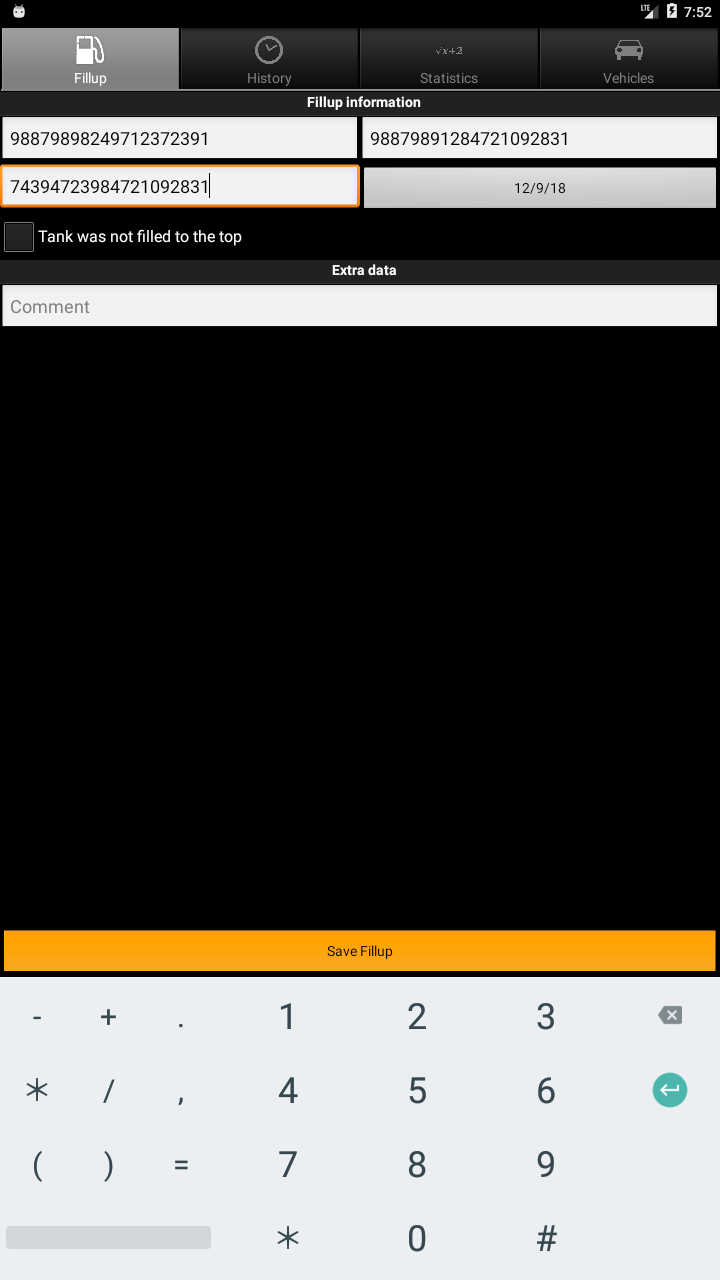 LTE 7:52
Fillup History √x+2 Statistics Vehicles
Fillup information
98879898249712372391 98879891284721092831
74394723984721092831 12/9/18
Tank was not filled to the top
Extra data
Comment
Save Fillup
- + . 1 2 3
* / , 4 5 6
( ) = 7 8 9
* 0 #